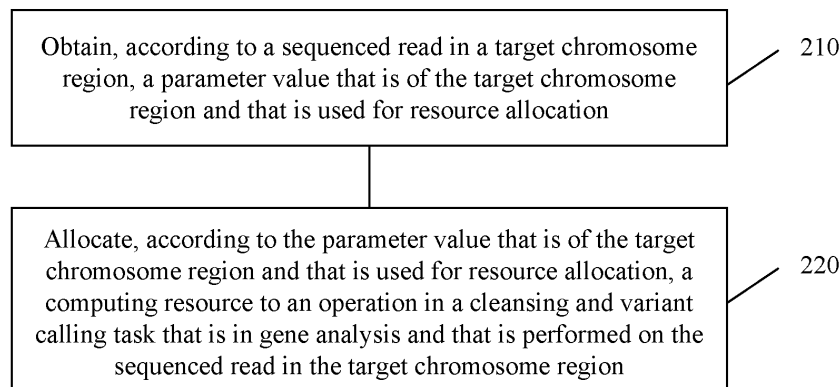 Obtain, according to a sequenced read in a target chromosome
region, a parameter value that is of the target chromosome
region and that is used for resource allocation
210
Allocate, according to the parameter value that is of the target
chromosome region and that is used for resource allocation, a
computing resource to an operation in a cleansing and variant
calling task that is in gene analysis and that is performed on the
sequenced read in the target chromosome region
220